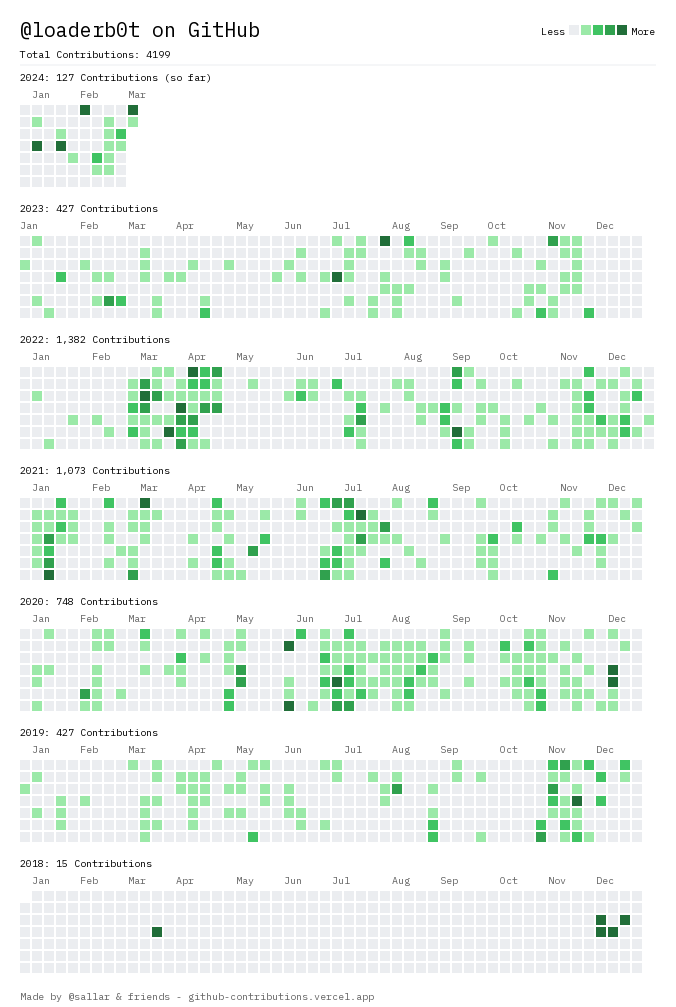 @loaderb0t on GitHub
Less More
Total Contributions: 4199
2024: 127 Contributions (so far)
Jan Feb Mar
2023: 427 Contributions
Jan Feb Mar Apr May Jun Jul Aug Sep Oct Nov Dec
2022: 1,382 Contributions
Jan Feb Mar Apr May Jun Jul Aug Sep Oct Nov Dec
2021: 1,073 Contributions
Jan Feb Mar Apr May Jun Jul Aug Sep Oct Nov Dec
2020: 748 Contributions
Jan Feb Mar Apr May Jun Jul Aug Sep Oct Nov Dec
2019: 427 Contributions
Jan Feb Mar Apr May Jun Jul Aug Sep Oct Nov Dec
2018: 15 Contributions
Jan Feb Mar Apr May Jun Jul Aug Sep Oct Nov Dec
Made by @sallar & friends - github-contributions.vercel.app